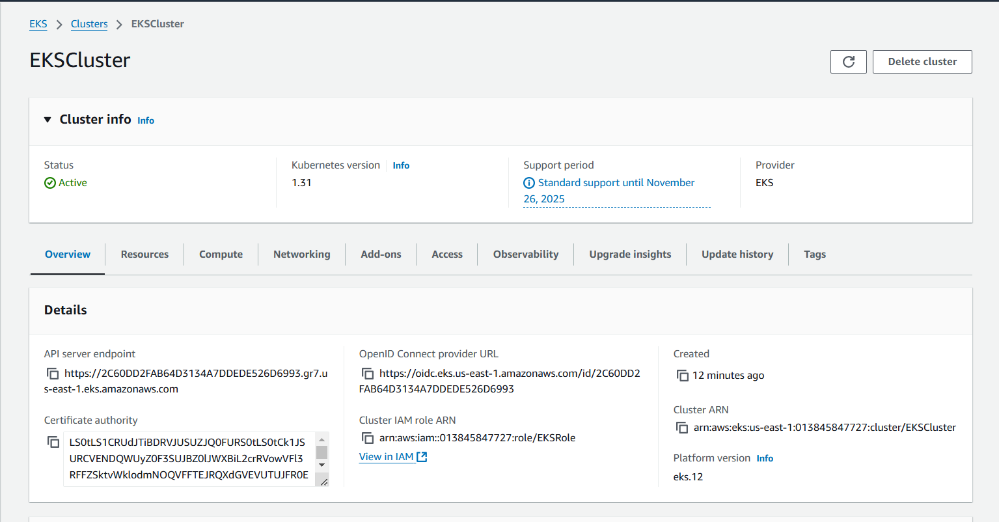 EKS > Clusters > EKSCluster
EKSCluster
Delete cluster
Cluster info Info
Status
Active
Kubernetes version Info
1.31
Support period
Standard support until November
26, 2025
Provider
EKS
Overview Resources Compute Networking Add-ons Access Observability Upgrade insights Update history Tags
Details
API server endpoint
https://2C60DD2FAB64D3134A7DDEDE526D6993.gr7.u
s-east-1.eks.amazonaws.com
Certificate authority
LS0tLS1CRUdJTiBDRVJUSUZJQ0FURS0tLS0tCk1JS
URCVENDQWUyZ0F3SUJBZ0lJWXBiL2crRVowVFl3
RFFZSktvWklodmNOQVFFTEJRQXdGVEVUTUJFR0E
OpenID Connect provider URL
https://oidc.eks.us-east-1.amazonaws.com/id/2C60DD2
FAB64D3134A7DDEDE526D6993
Cluster IAM role ARN
arn:aws:iam::013845847727:role/EKSRole
View in IAM
Created
12 minutes ago
Cluster ARN
arn:aws:eks:us-east-1:013845847727:cluster/EKSCluster
Platform version Info
eks.12